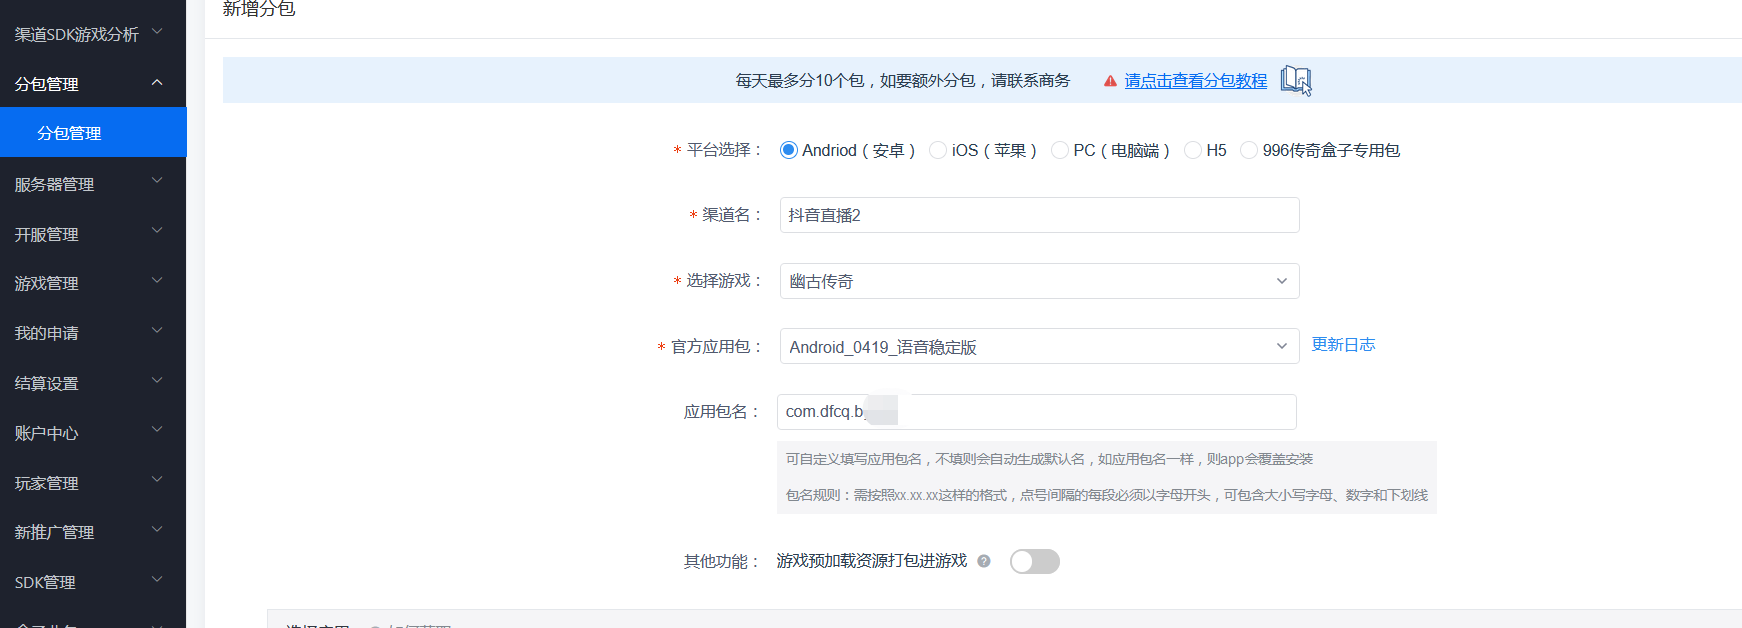 新增分包
渠道SDK游戏分析
分包管理
分包管理
服务器管理
开服管理
游戏管理
我的申请
结算设置
账户中心
玩家管理
新推广管理
SDK管理
每天最多分10个包，如要额外分包，请联系商务 请点击查看分包教程
* 平台选择： Andriod（安卓） iOS（苹果） PC（电脑端） H5 996传奇盒子专用包
* 渠道名： 抖音直播2
* 选择游戏： 幽古传奇
* 官方应用包： Android_0419_语音稳定版 更新日志
应用包名： com.dfcq.b
可自定义填写应用包名，不填则会自动生成默认名，如应用包名一样，则app会覆盖安装
包名规则：需按照xx.xx.xx这样的格式，点号间隔的每段必须以字母开头，可包含大小写字母、数字和下划线
其他功能： 游戏预加载资源打包进游戏 ?